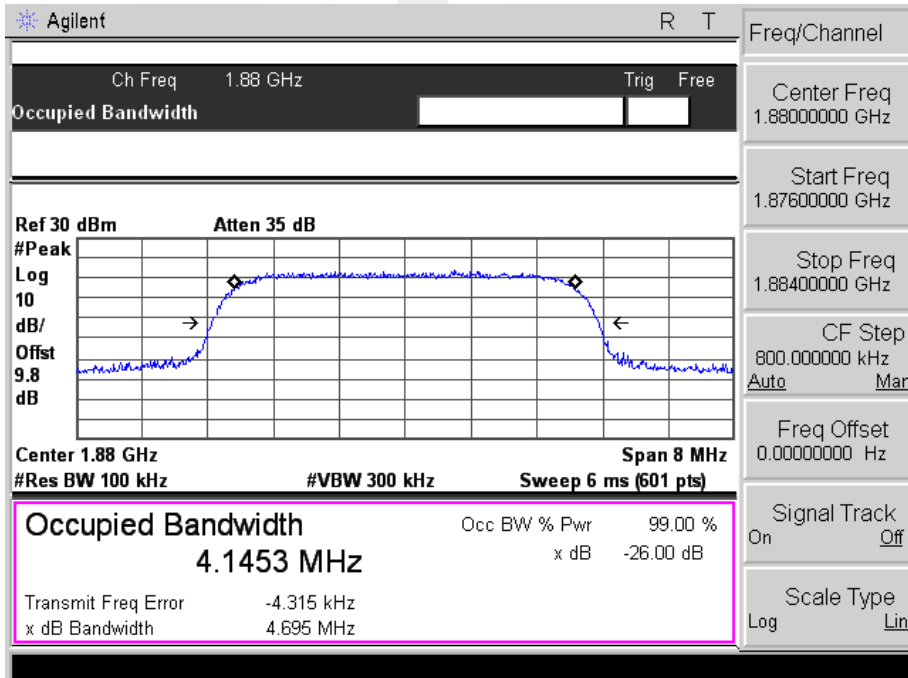 Agilent R T
Freq/Channel
Ch Freq 1.88 GHz Trig Free
Occupied Bandwidth
Center Freq
1.88000000 GHz
Start Freq
1.87600000 GHz
Stop Freq
1.88400000 GHz
CF Step
800.000000 kHz
Auto Man
Freq Offset
0.00000000 Hz
Signal Track
On Off
Scale Type
Log Lin
Ref 30 dBm Atten 35 dB
#Peak
Log
10
dB/
Offst
9.8
dB
Center 1.88 GHz Span 8 MHz
#Res BW 100 kHz #VBW 300 kHz Sweep 6 ms (601 pts)
Occupied Bandwidth Occ BW % Pwr 99.00 %
4.1453 MHz x dB -26.00 dB
Transmit Freq Error -4.315 kHz
x dB Bandwidth 4.695 MHz